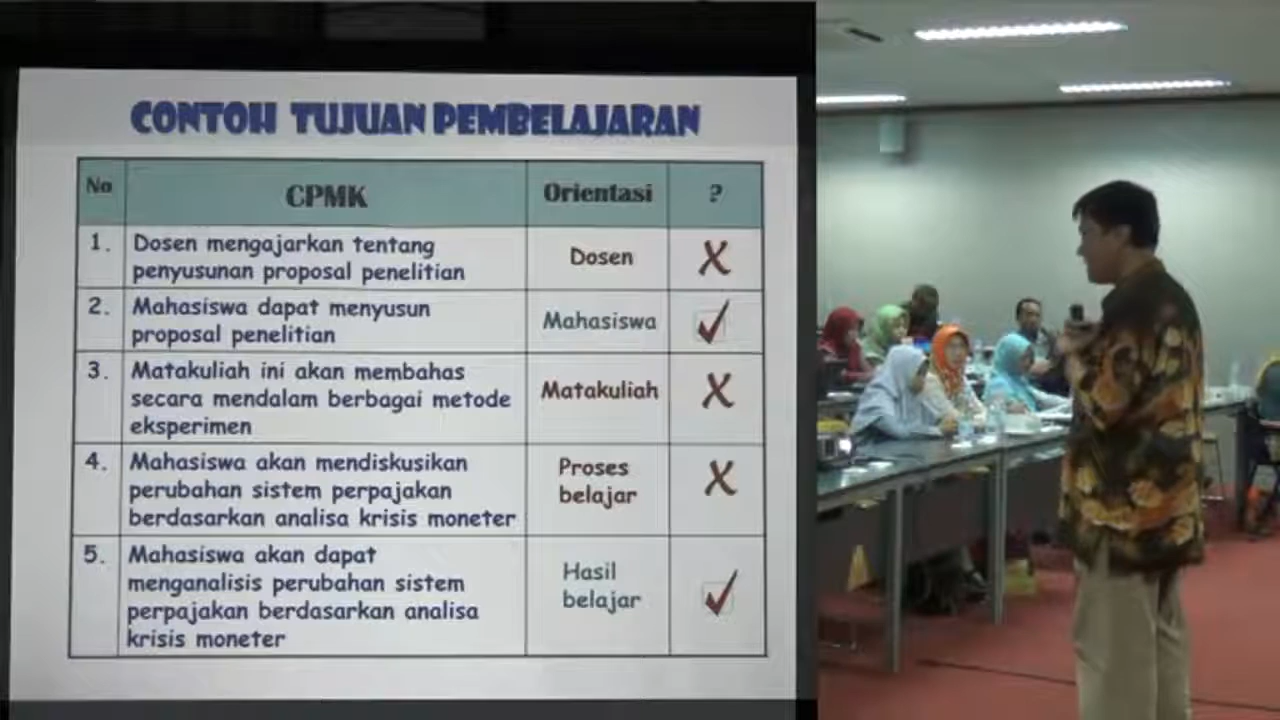 CONTOH TUJUAN PEMBELAJARAN
No CPMK Orientasi ?
1. Dosen mengajarkan tentang
penyusunan proposal penelitian
Dosen
X
2. Mahasiswa dapat menyusun
proposal penelitian
Mahasiswa
✓
3. Matakuliah ini akan membahas
secara mendalam berbagai metode
eksperimen
Matakuliah
X
4. Mahasiswa akan mendiskusikan
perubahan sistem perpajakan
berdasarkan analisa krisis moneter
Proses
belajar
X
5. Mahasiswa akan dapat
menganalisis perubahan sistem
perpajakan berdasarkan analisa
krisis moneter
Hasil
belajar
✓